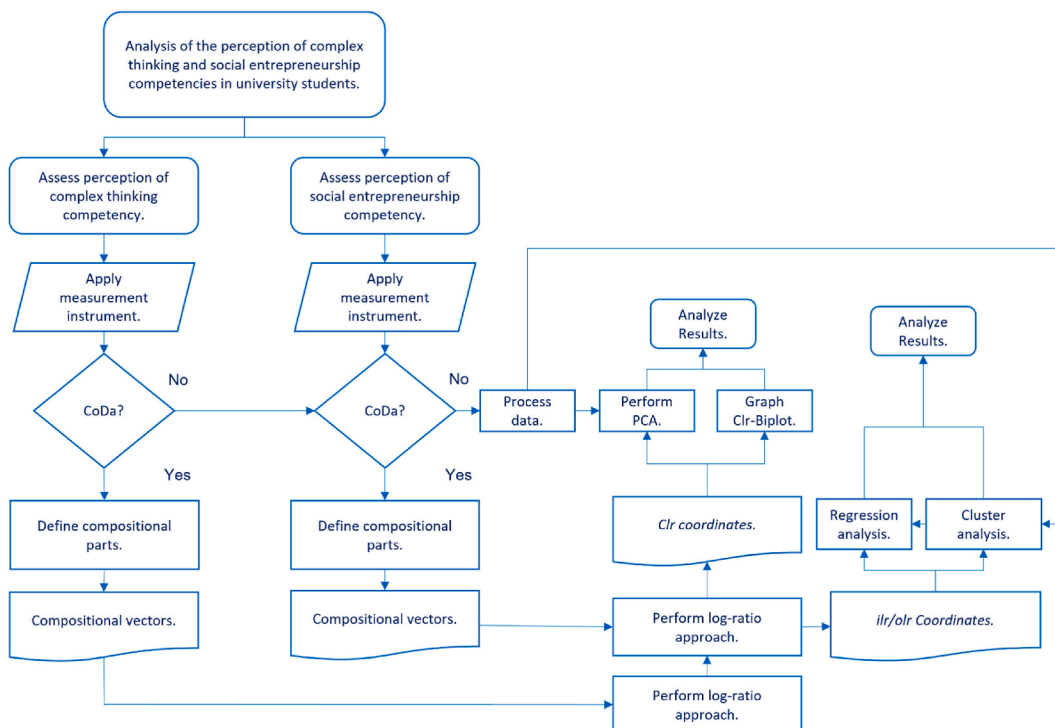 Analysis of the perception of complex
thinking and social entrepreneurship
competencies in university students.
Assess perception of
complex thinking
competency.
Assess perception of
social entrepreneurship
competency.
Apply
measurement
instrument.
Apply
measurement
instrument.
Analyze
Results.
Analyze
Results.
CoDa?
No
CoDa?
No
Process
data.
Perform
PCA.
Graph
Clr-Biplot.
Yes
Yes
Define compositional
parts.
Define compositional
parts.
Clr coordinates.
Regression
analysis.
Cluster
analysis.
Compositional vectors.
Compositional vectors.
Perform log-ratio
approach.
ilr/olr Coordinates.
Perform log-ratio
approach.